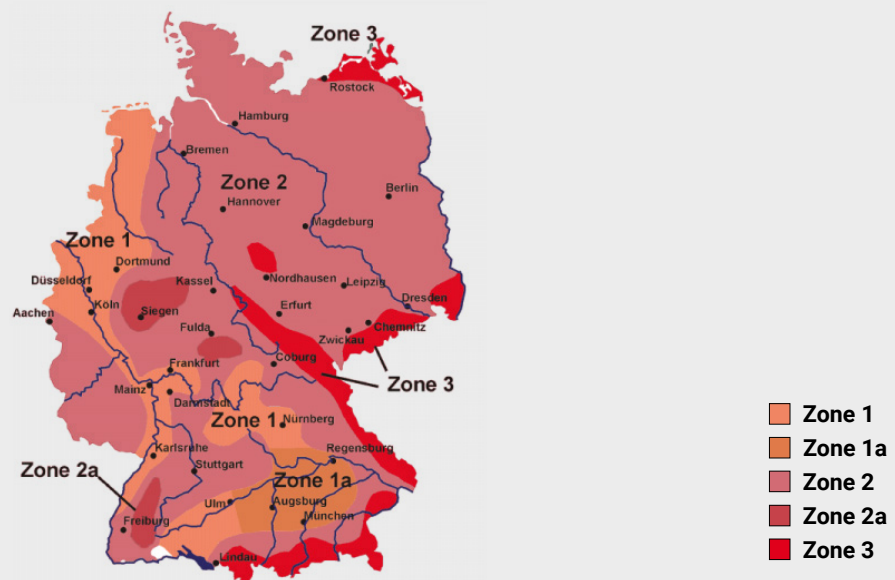 Zone 3
Rostock
Hamburg
Bremen
Zone 2
Berlin
Hannover
Magdeburg
Zone 1
Dortmund
Düsseldorf
Kassel
Nordhausen
Leipzig
Köln
Siegen
Erfurt
Dresden
Aachen
Fulda
Chemnitz
Zwickau
Coburg
Frankfurt
Zone 3
Mainz
Darmstadt
Zone 1
Nürnberg
Karlsruhe
Regensburg
Zone 2a
Stuttgart
Zone 1a
Ulm
Augsburg
Freiburg
München
Lindau
Zone 1
Zone 1a
Zone 2
Zone 2a
Zone 3